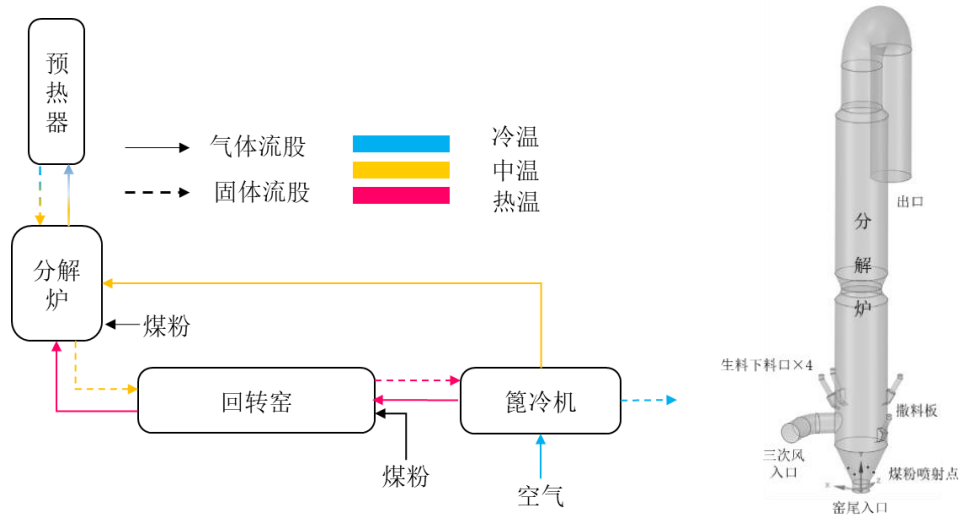 预热器
气体流股
冷温
中温
固体流股
热温
分解炉
煤粉
回转窑
篦冷机
煤粉
空气
出口
分解炉
生料下料口×4
撒料板
三次风
入口
煤粉喷射点
Y
X
Z
窑尾入口